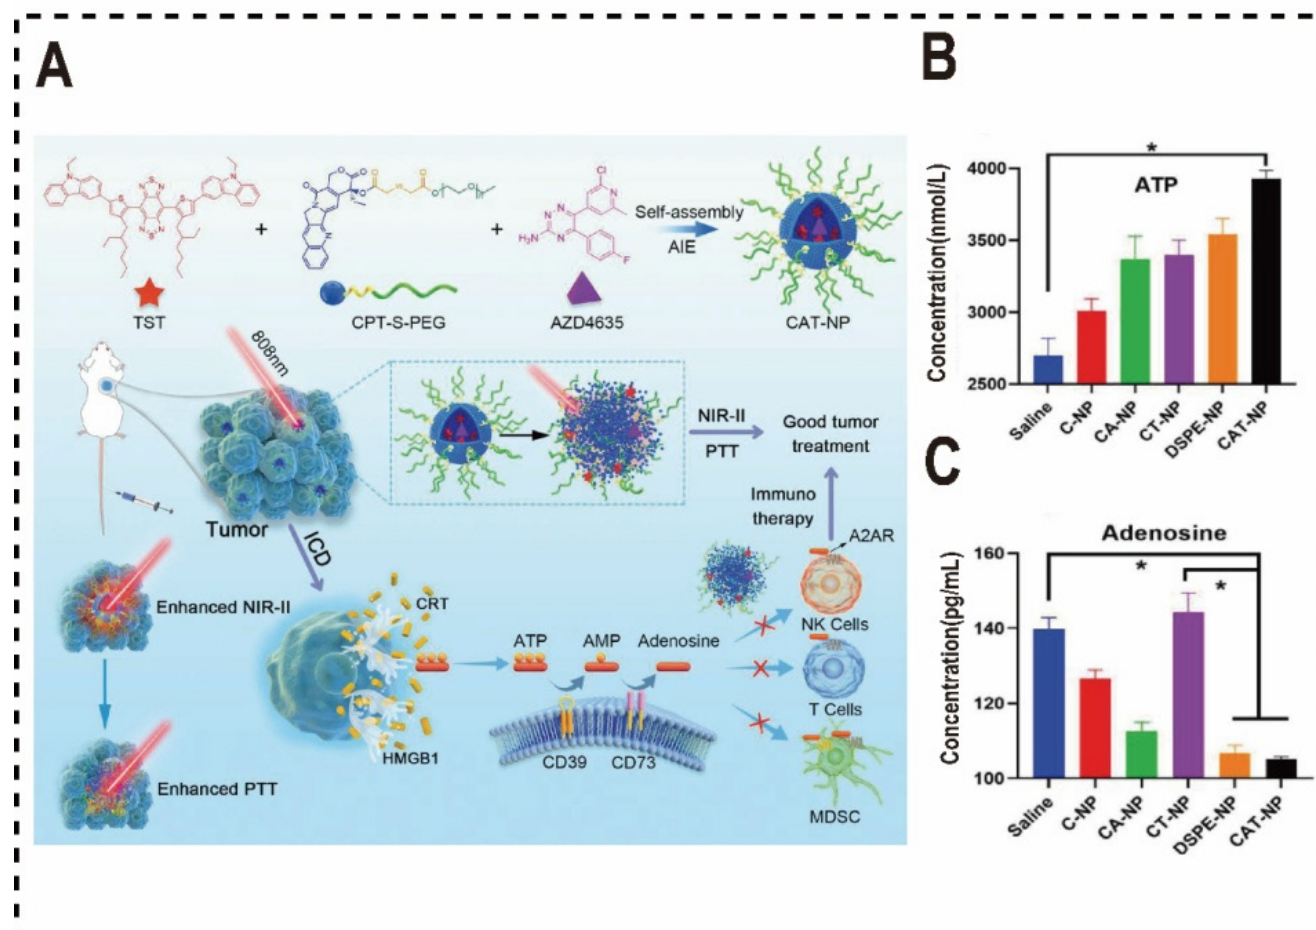 A
TST
+
CPT-S-PEG
+
H₂N
N
Cl
F
AZD4635
Self-assembly
AIE
CAT-NP
808nm
Tumor
NIR-II
PTT
Good tumor
treatment
Immuno
therapy
A2AR
ICD
Enhanced NIR-II
Enhanced PTT
CRT
HMGB1
ATP
AMP
Adenosine
CD39
CD73
NK Cells
T Cells
MDSC
B
ATP
*
Concentration(nmol/L)
4000
3500
3000
2500
Saline
C-NP
CA-NP
CT-NP
DSPE-NP
CAT-NP
C
Adenosine
*
*
Concentration(pg/mL)
160
140
120
100
Saline
C-NP
CA-NP
CT-NP
DSPE-NP
CAT-NP